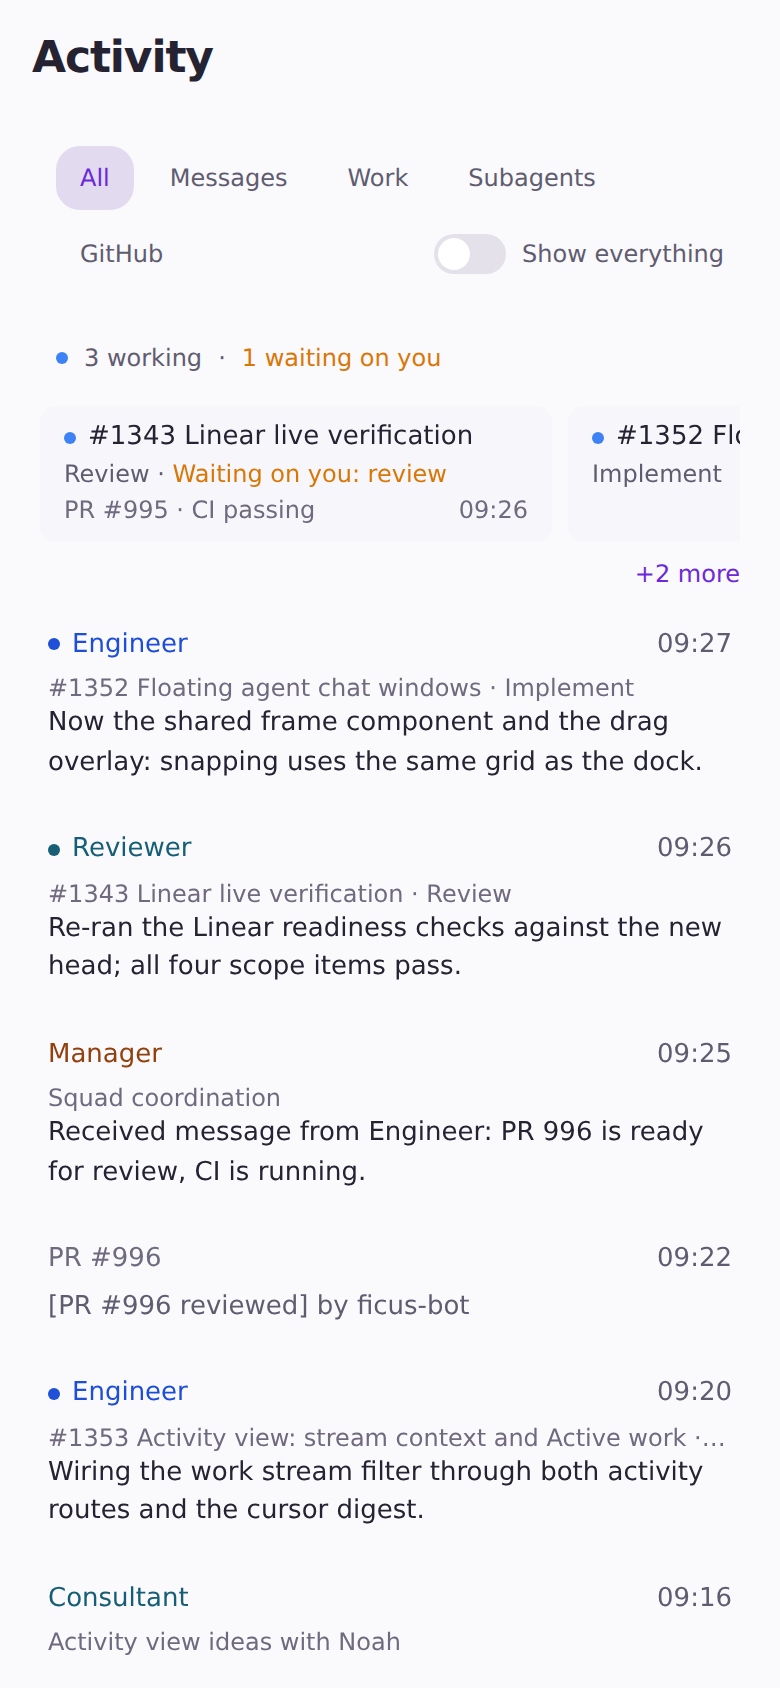 Activity
All Messages Work Subagents
GitHub Show everything
3 working · 1 waiting on you
#1343 Linear live verification
Review · Waiting on you: review
PR #995 · CI passing 09:26
#1352 Flo
Implement
+2 more
Engineer 09:27
#1352 Floating agent chat windows · Implement
Now the shared frame component and the drag
overlay: snapping uses the same grid as the dock.
Reviewer 09:26
#1343 Linear live verification · Review
Re-ran the Linear readiness checks against the new
head; all four scope items pass.
Manager 09:25
Squad coordination
Received message from Engineer: PR 996 is ready
for review, CI is running.
PR #996 09:22
[PR #996 reviewed] by ficus-bot
Engineer 09:20
#1353 Activity view: stream context and Active work ·…
Wiring the work stream filter through both activity
routes and the cursor digest.
Consultant 09:16
Activity view ideas with Noah